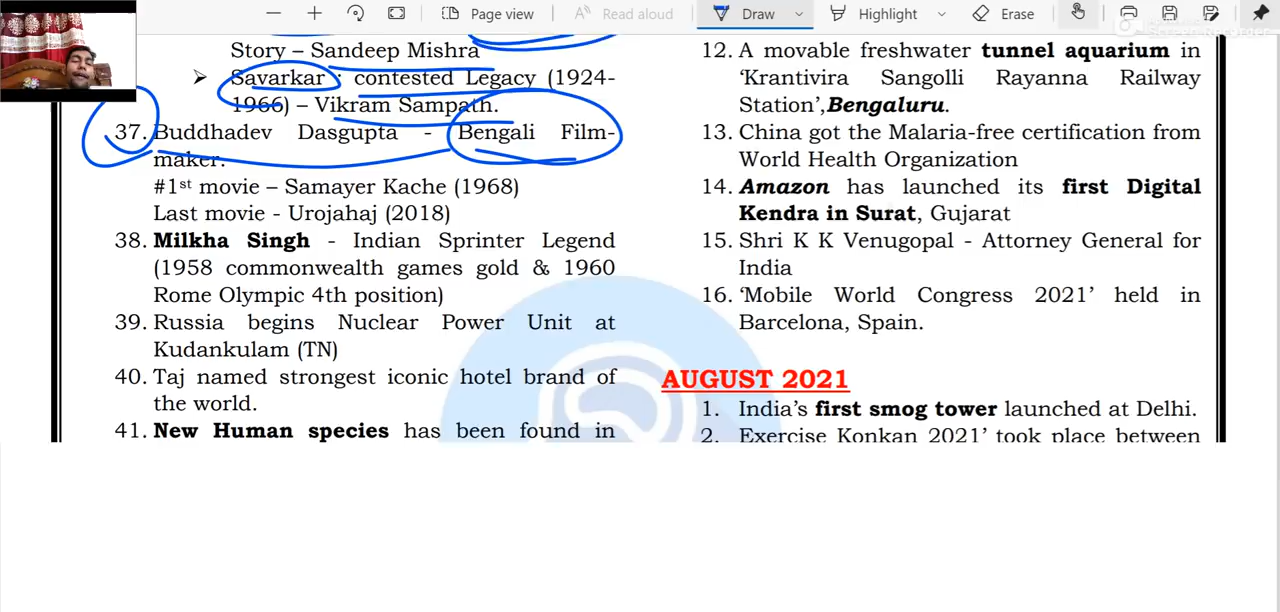 Page view
Read aloud
Draw
Highlight
Erase
Story – Sandeep Mishra
➤ Savarkar : contested Legacy (1924-
1966) – Vikram Sampath.
37. Buddhadev Dasgupta - Bengali Film-
maker.
#1st movie – Samayer Kache (1968)
Last movie - Urojahaj (2018)
38. Milkha Singh - Indian Sprinter Legend
(1958 commonwealth games gold & 1960
Rome Olympic 4th position)
39. Russia begins Nuclear Power Unit at
Kudankulam (TN)
40. Taj named strongest iconic hotel brand of
the world.
41. New Human species has been found in
12. A movable freshwater tunnel aquarium in
‘Krantivira Sangolli Rayanna Railway
Station’,Bengaluru.
13. China got the Malaria-free certification from
World Health Organization
14. Amazon has launched its first Digital
Kendra in Surat, Gujarat
15. Shri K K Venugopal - Attorney General for
India
16. ‘Mobile World Congress 2021’ held in
Barcelona, Spain.
AUGUST 2021
1. India’s first smog tower launched at Delhi.
2. Exercise Konkan 2021’ took place between